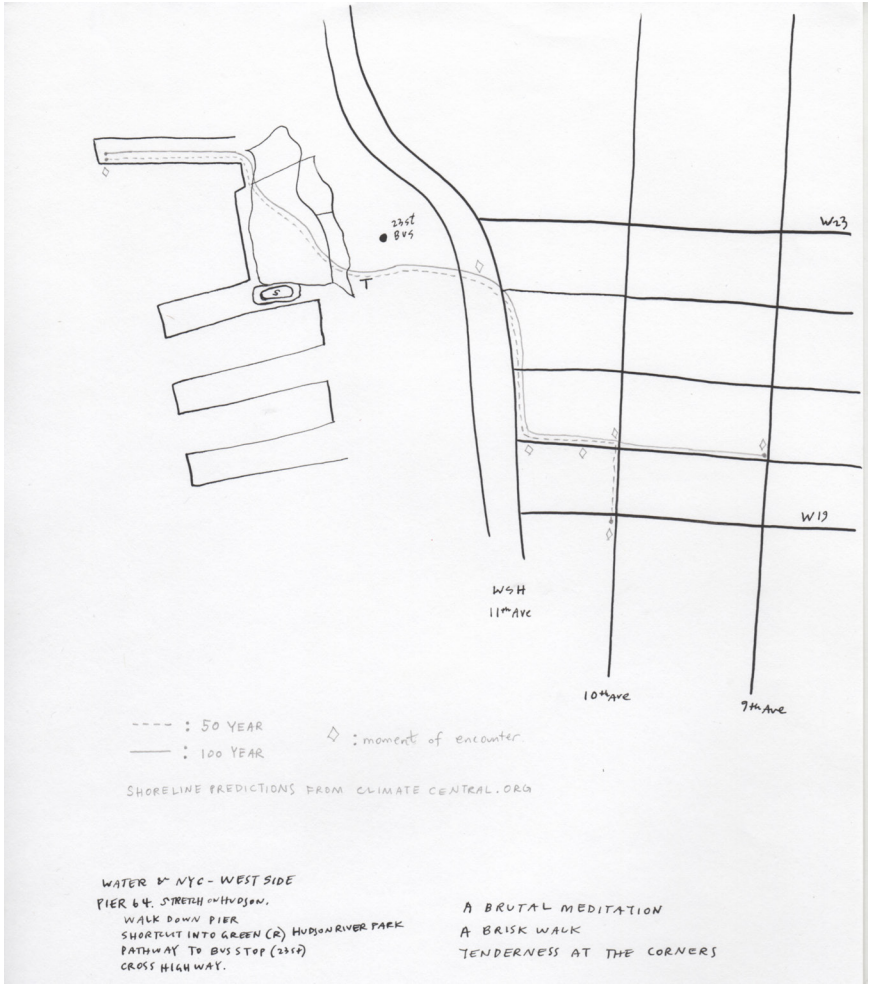 W23
23st
BUS
S
T
W19
WSH
11th Ave
10th Ave
9th Ave
---- : 50 YEAR
—— : 100 YEAR
◊ : moment of encounter.
SHORELINE PREDICTIONS FROM CLIMATE CENTRAL.ORG
WATER & NYC - WEST SIDE
PIER 64. STRETCH ON HUDSON.
WALK DOWN PIER
SHORTCUT INTO GREEN (R) HUDSON RIVER PARK
PATHWAY TO BUS STOP (23st)
CROSS HIGHWAY.
A BRUTAL MEDITATION
A BRISK WALK
TENDERNESS AT THE CORNERS